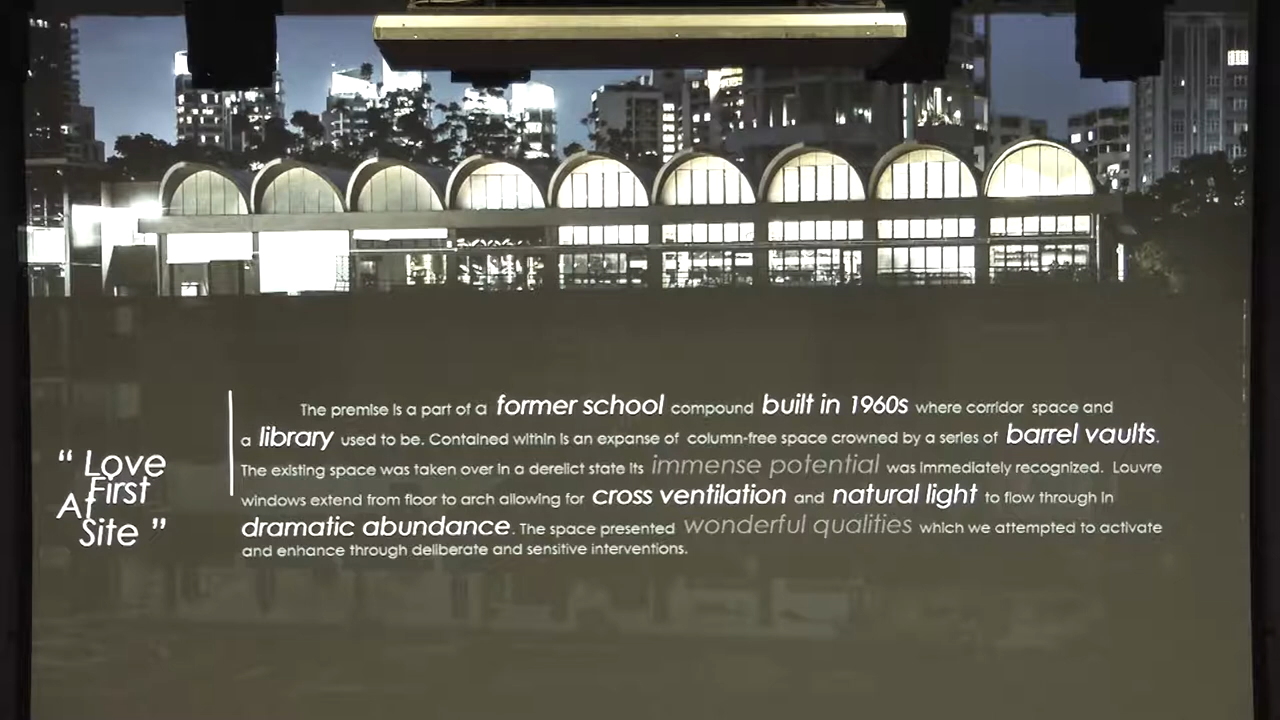 The premise is a part of a former school compound built in 1960s where corridor space and
a library used to be. Contained within is an expanse of column-free space crowned by a series of barrel vaults.
The existing space was taken over in a derelict state its immense potential was immediately recognized. Louvre
windows extend from floor to arch allowing for cross ventilation and natural light to flow through in
dramatic abundance. The space presented wonderful qualities which we attempted to activate
and enhance through deliberate and sensitive interventions.
“ Love
First
At
Site ”